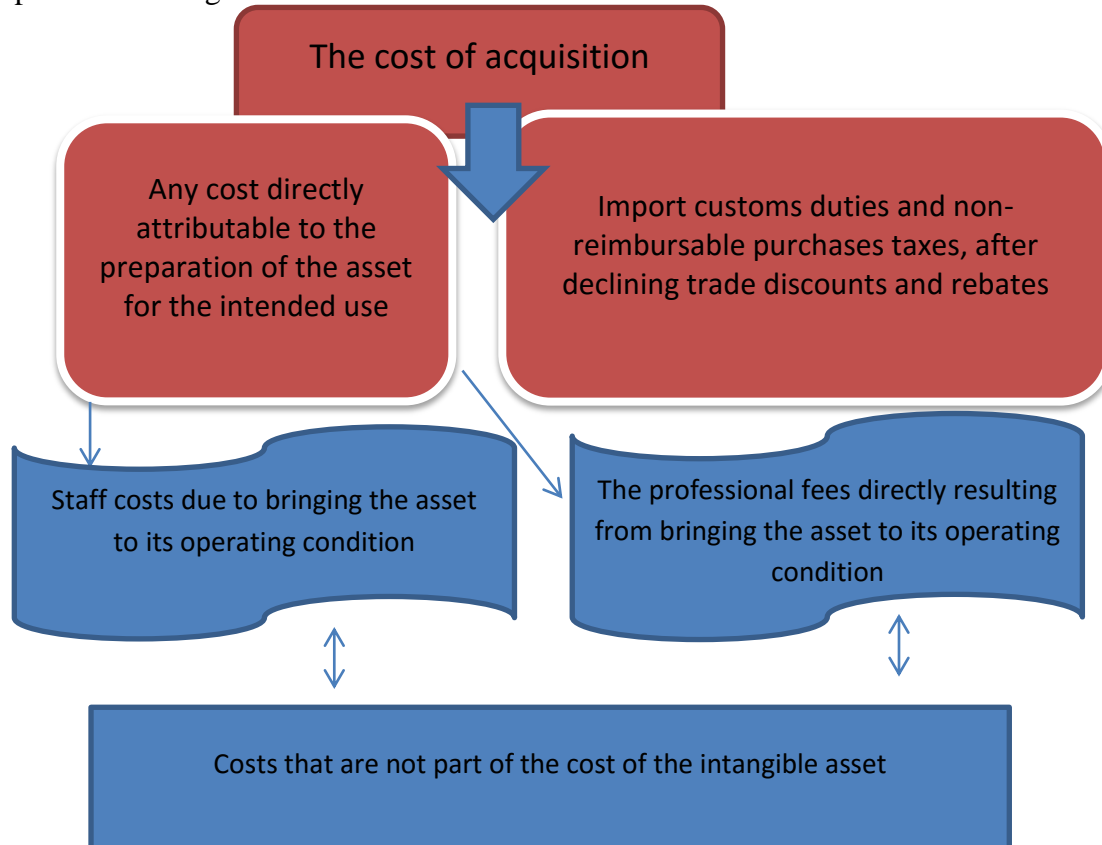 The cost of acquisition
Any cost directly
attributable to the
preparation of the asset
for the intended use
Import customs duties and non-
reimbursable purchases taxes, after
declining trade discounts and rebates
Staff costs due to bringing the asset
to its operating condition
The professional fees directly resulting
from bringing the asset to its operating
condition
Costs that are not part of the cost of the intangible asset